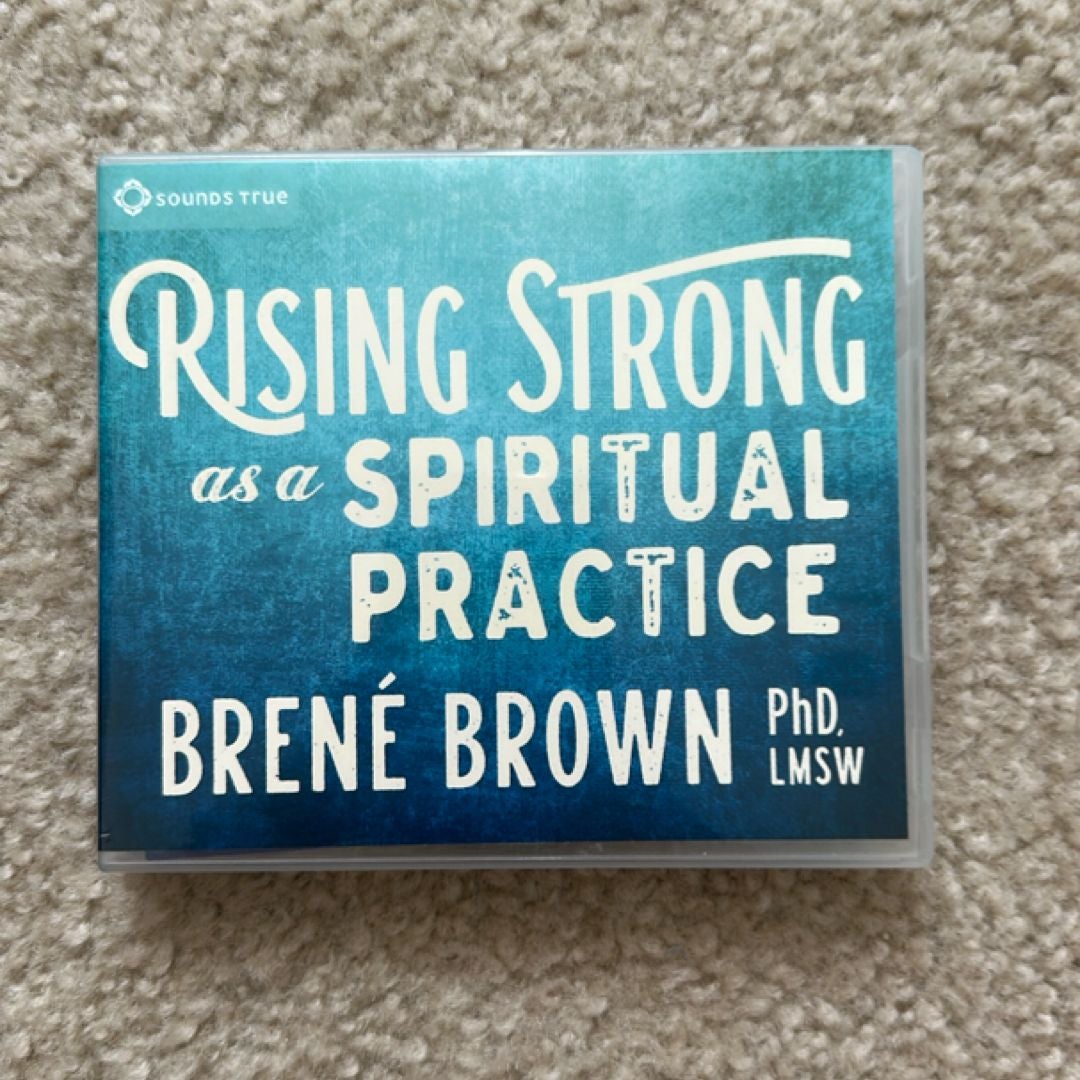 SOUNDS TRUE
RISING STRONG
as a SPIRITUAL
PRACTICE
BRENÉ BROWN PhD,
LMSW